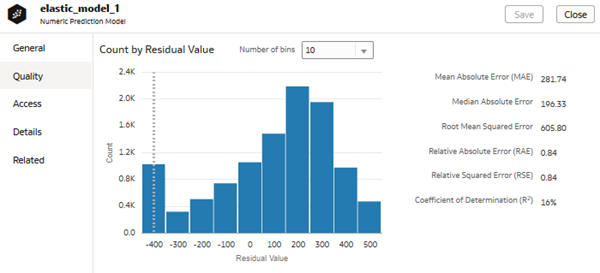 elastic_model_1
Numeric Prediction Model
Save
Close
General
Quality
Access
Details
Related
Count by Residual Value
Number of bins
10
2.4K
2.0K
1.6K
1.2K
0.8K
0.4K
0.0
Count
-400 -300 -200 -100 0 100 200 300 400 500
Residual Value
Mean Absolute Error (MAE) 281.74
Median Absolute Error 196.33
Root Mean Squared Error 605.80
Relative Absolute Error (RAE) 0.84
Relative Squared Error (RSE) 0.84
Coefficient of Determination (R²) 16%